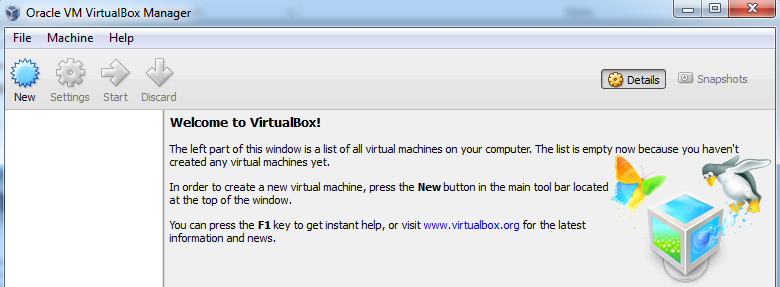 Oracle VM VirtualBox Manager
File Machine Help
New Settings Start Discard Details Snapshots
Welcome to VirtualBox!
The left part of this window is a list of all virtual machines on your computer. The list is empty now because you haven't
created any virtual machines yet.
In order to create a new virtual machine, press the New button in the main tool bar located
at the top of the window.
You can press the F1 key to get instant help, or visit www.virtualbox.org for the latest
information and news.